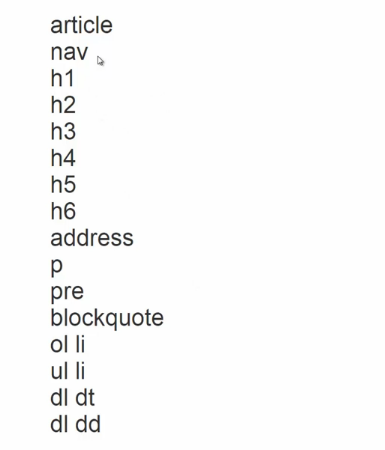 article
nav
h1
h2
h3
h4
h5
h6
address
p
pre
blockquote
ol li
ul li
dl dt
dl dd